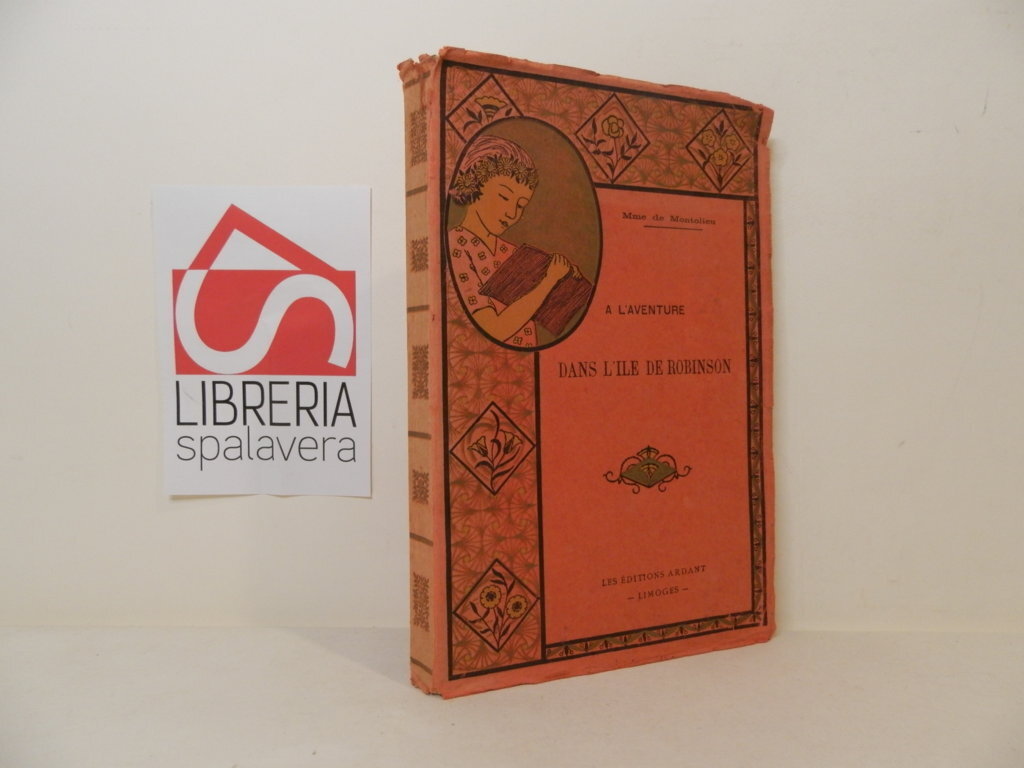 LIBRERIA
spalavera
Mme de Montolieu
A L'AVENTURE
DANS L'ILE DE ROBINSON
LES ÉDITIONS ARDANT
— LIMOGES —